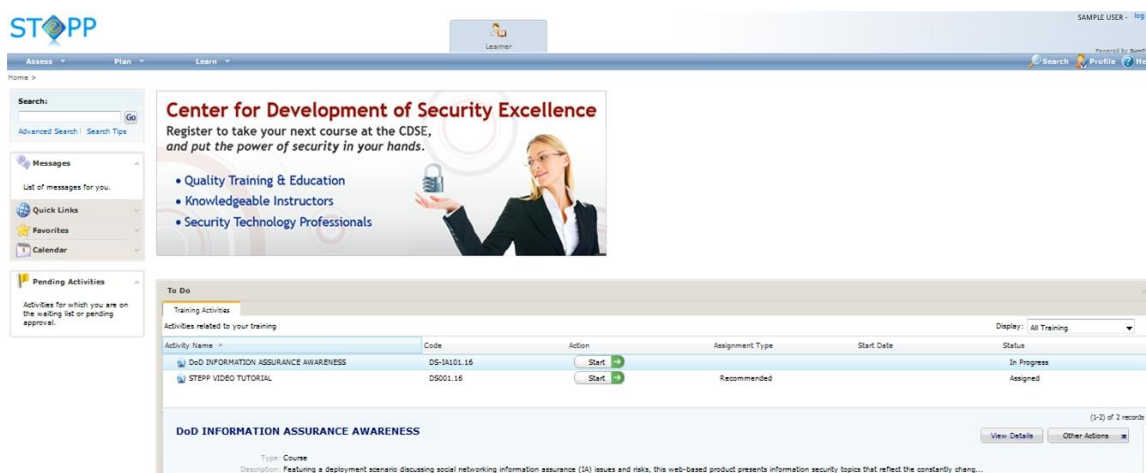 STEPP
Learner
SAMPLE USER - log
Powered By SumT
Assess Plan Learn
Search Profile He
Home >
Search:
Go
Advanced Search | Search Tips
Messages
List of messages for you.
Quick Links
Favorites
Calendar
Pending Activities
Activities for which you are on
the waiting list or pending
approval.
Center for Development of Security Excellence
Register to take your next course at the CDSE,
and put the power of security in your hands.
• Quality Training & Education
• Knowledgeable Instructors
• Security Technology Professionals
To Do
Training Activities
Activities related to your training
Display: All Training
Activity Name Code Action Assignment Type Start Date Status
DoD INFORMATION ASSURANCE AWARENESS DS-IA101.16 Start In Progress
STEPP VIDEO TUTORIAL DS001.16 Start Recommended Assigned
(1-2) of 2 records
DoD INFORMATION ASSURANCE AWARENESS
View Details Other Actions
Type: Course
Description: Featuring a deployment scenario discussing social networking information assurance (IA) issues and risks, this web-based product presents information security topics that reflect the constantly chang...